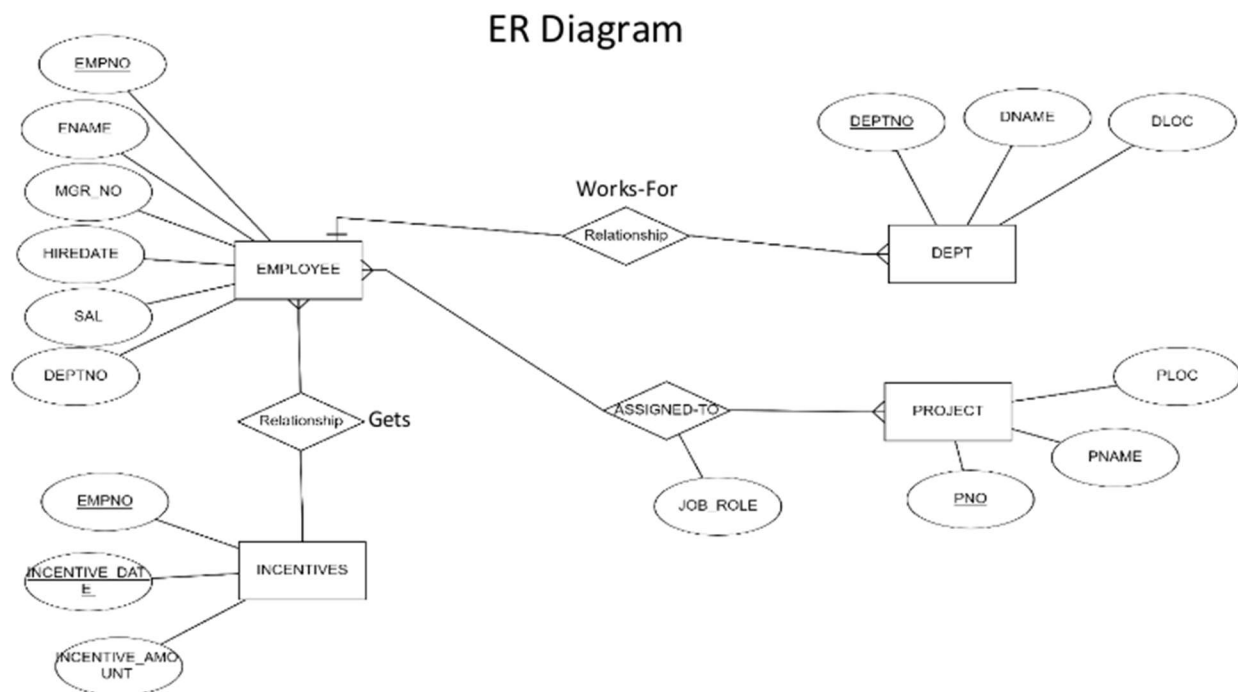 ER Diagram
EMPNO
ENAME
MGR_NO
HIREDATE
SAL
DEPTNO
EMPLOYEE
Works-For
Relationship
DEPTNO
DNAME
DLOC
DEPT
Relationship
Gets
ASSIGNED-TO
JOB_ROLE
PROJECT
PLOC
PNAME
PNO
EMPNO
INCENTIVE_DAT
E
INCENTIVE_AMO
UNT
INCENTIVES